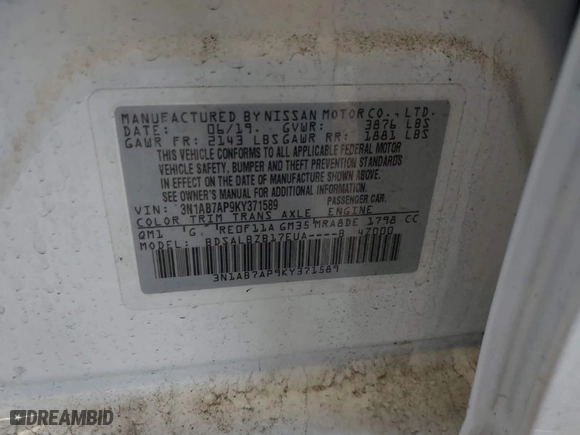 MANUFACTURED BY NISSAN MOTOR CO., LTD.
DATE: 06/19. GVWR: 3876 LBS
GAWR FR: 2143 LBS GAWR RR: 1881 LBS
THIS VEHICLE CONFORMS TO ALL APPLICABLE FEDERAL MOTOR
VEHICLE SAFETY, BUMPER, AND THEFT PREVENTION STANDARDS
IN EFFECT ON THE DATE OF MANUFACTURE SHOWN ABOVE.
SEE OWNER'S MANUAL FOR ADDITIONAL INFORMATION.
VIN: 3N1AB7AP9KY371589 PASSENGER CAR.
COLOR TRIM TRANS AXLE ENGINE
QM1 G RE0F11A GM35 MRA8DE 1798 CC
MODEL: BDSALBZB17EUA----B 47000
3N1AB7AP9KY371589
DREAMBID